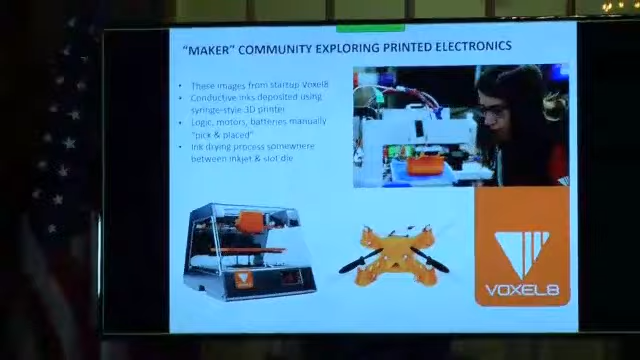 "MAKER" COMMUNITY EXPLORING PRINTED ELECTRONICS
• These images from startup Voxel8
• Conductive inks deposited using
syringe-style 3D printer
• Logic, motors, batteries manually
"pick & placed"
• Ink drying process somewhere
between inkjet & slot die
VOXEL8